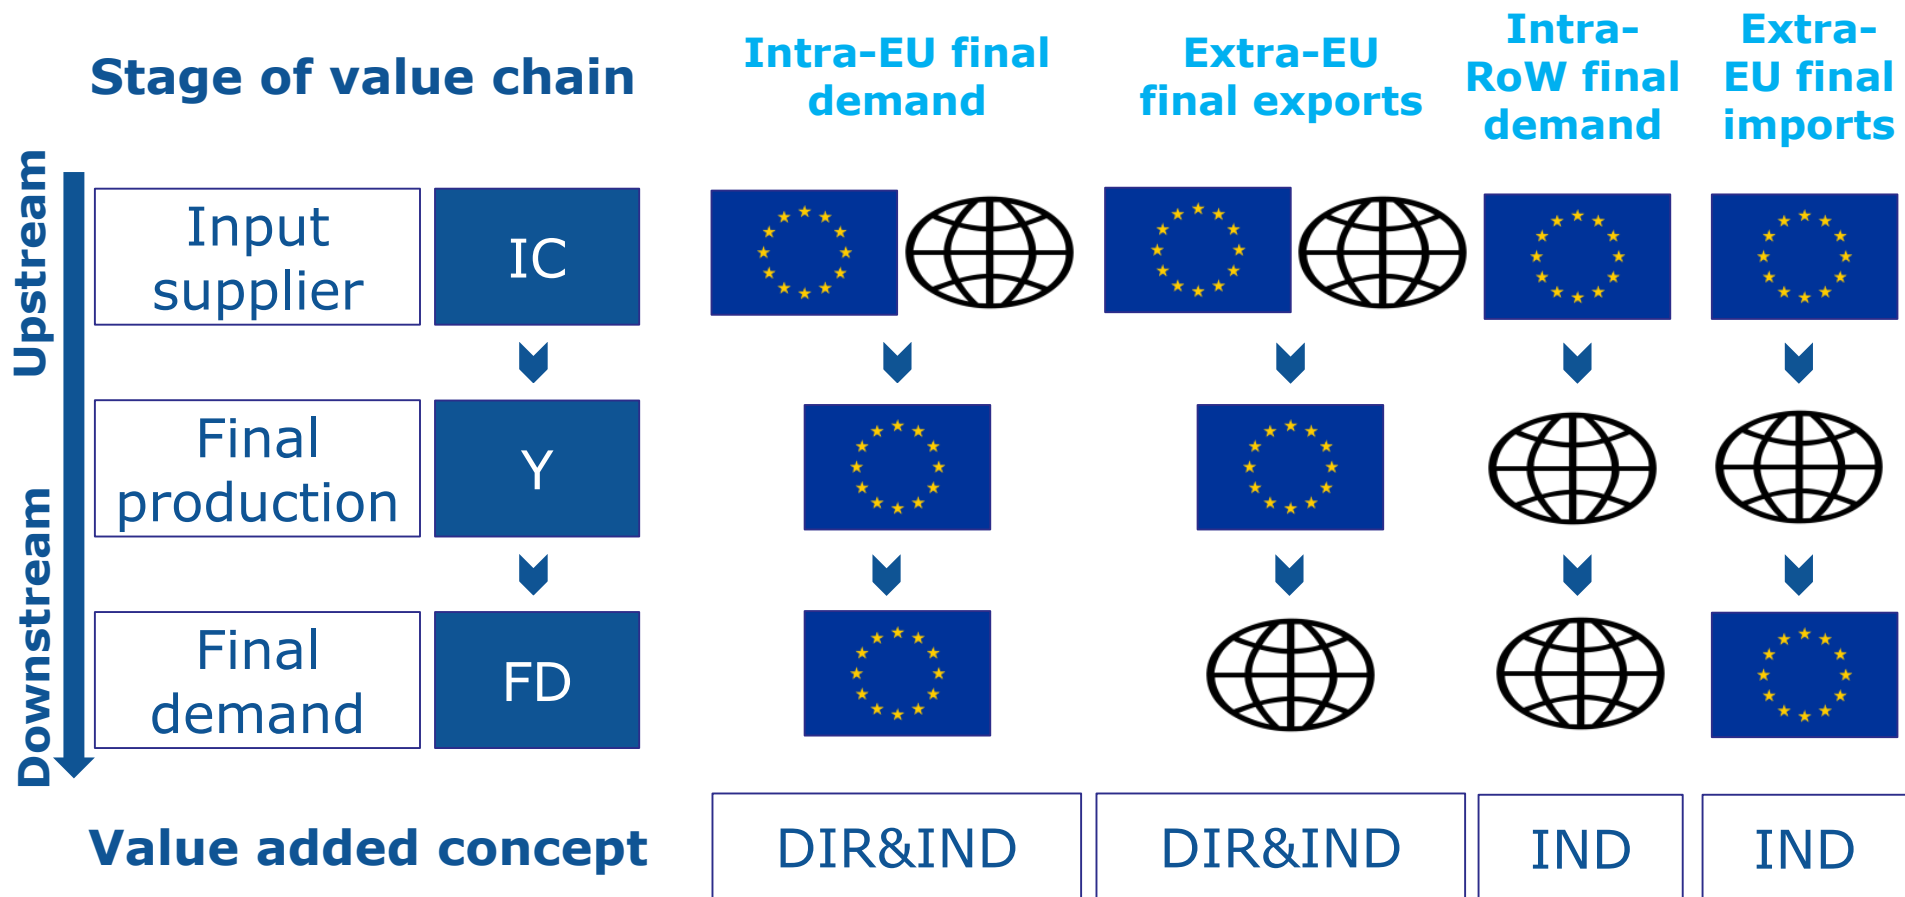 Stage of value chain
Intra-EU final
demand
Extra-EU
final exports
Intra-
RoW final
demand
Extra-
EU final
imports
Upstream
Downstream
Input
supplier
IC
Final
production
Y
Final
demand
FD
Value added concept
DIR&IND
DIR&IND
IND
IND